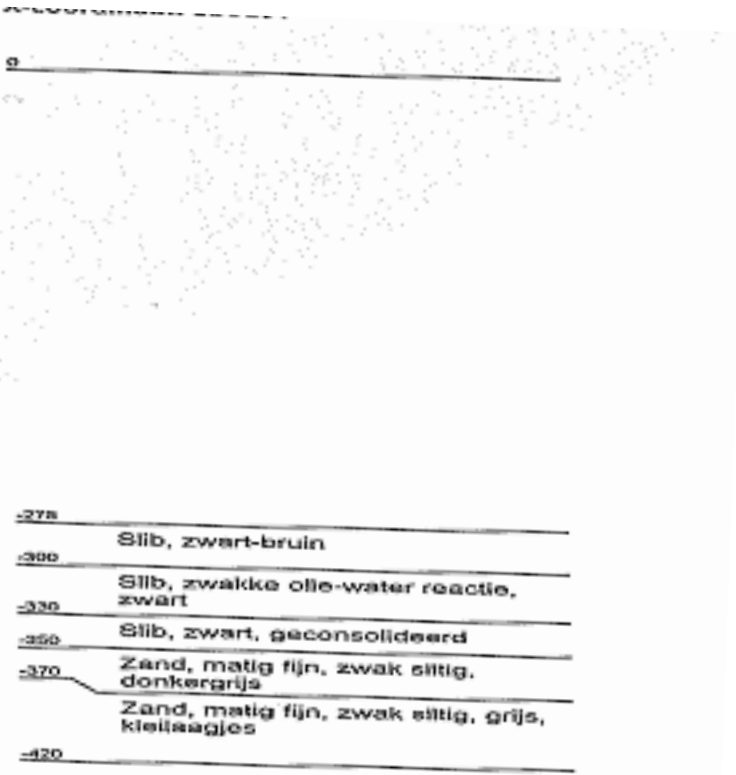 0
-278
Slib, zwart-bruin
-300
Slib, zwakke olie-water reactie,
zwart
-330
Slib, zwart, geconsolideerd
-350
Zand, matig fijn, zwak siltig,
donkergrijs
-370
Zand, matig fijn, zwak siltig, grijs,
kleilaagjes
-420